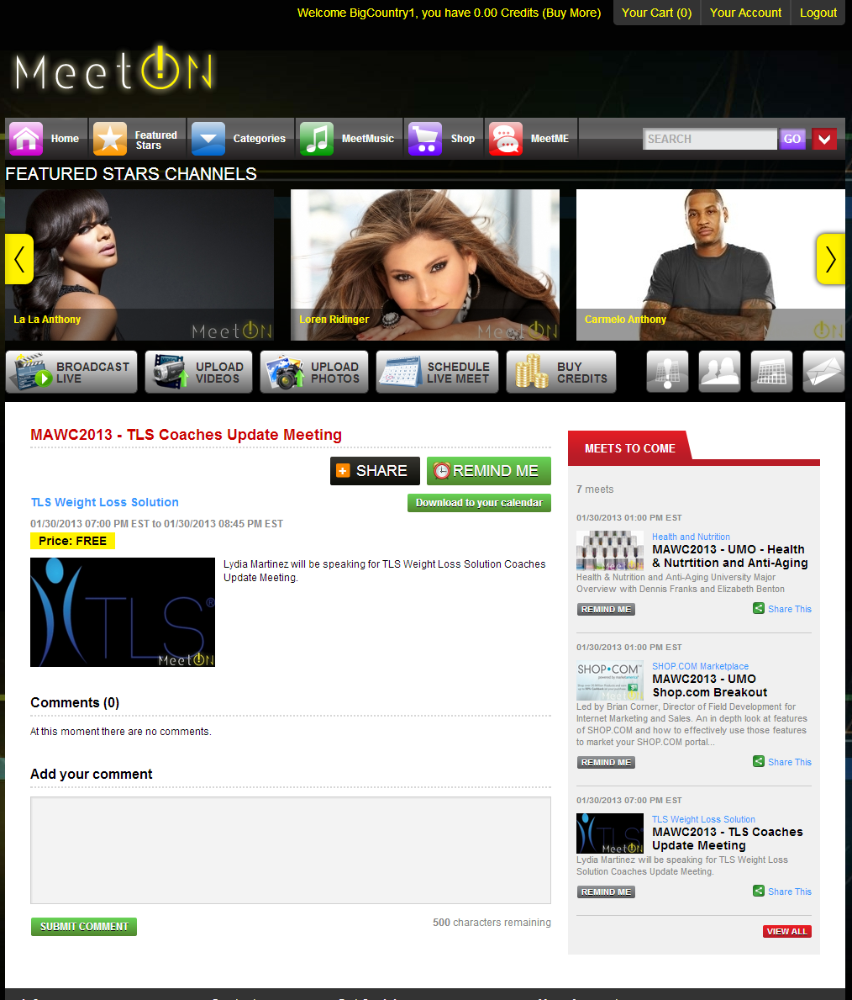 Welcome BigCountry1, you have 0.00 Credits (Buy More)
Your Cart (0)
Your Account
Logout
MeetON
Home
Featured
Stars
Categories
MeetMusic
Shop
MeetME
SEARCH
GO
FEATURED STARS CHANNELS
La La Anthony
MeetON
Loren Ridinger
MeetON
Carmelo Anthony
BROADCAST
LIVE
UPLOAD
VIDEOS
UPLOAD
PHOTOS
SCHEDULE
LIVE MEET
BUY
CREDITS
MAWC2013 - TLS Coaches Update Meeting
SHARE
REMIND ME
TLS Weight Loss Solution
Download to your calendar
01/30/2013 07:00 PM EST to 01/30/2013 08:45 PM EST
Price: FREE
TLS®
MeetON
Lydia Martinez will be speaking for TLS Weight Loss Solution Coaches
Update Meeting.
Comments (0)
At this moment there are no comments.
Add your comment
SUBMIT COMMENT
500 characters remaining
MEETS TO COME
7 meets
01/30/2013 01:00 PM EST
Health and Nutrition
MAWC2013 - UMO - Health
& Nutrtition and Anti-Aging
Health & Nutrition and Anti-Aging University Major
Overview with Dennis Franks and Elizabeth Benton
REMIND ME
Share This
01/30/2013 01:00 PM EST
SHOP.COM Marketplace
SHOP•COM™
MAWC2013 - UMO
Shop.com Breakout
Led by Brian Corner, Director of Field Development for
Internet Marketing and Sales. An in depth look at features
of SHOP.COM and how to effectively use those features
to market your SHOP.COM portal...
REMIND ME
Share This
01/30/2013 07:00 PM EST
TLS Weight Loss Solution
TLS
MeetON
MAWC2013 - TLS Coaches
Update Meeting
Lydia Martinez will be speaking for TLS Weight Loss
Solution Coaches Update Meeting.
REMIND ME
Share This
VIEW ALL